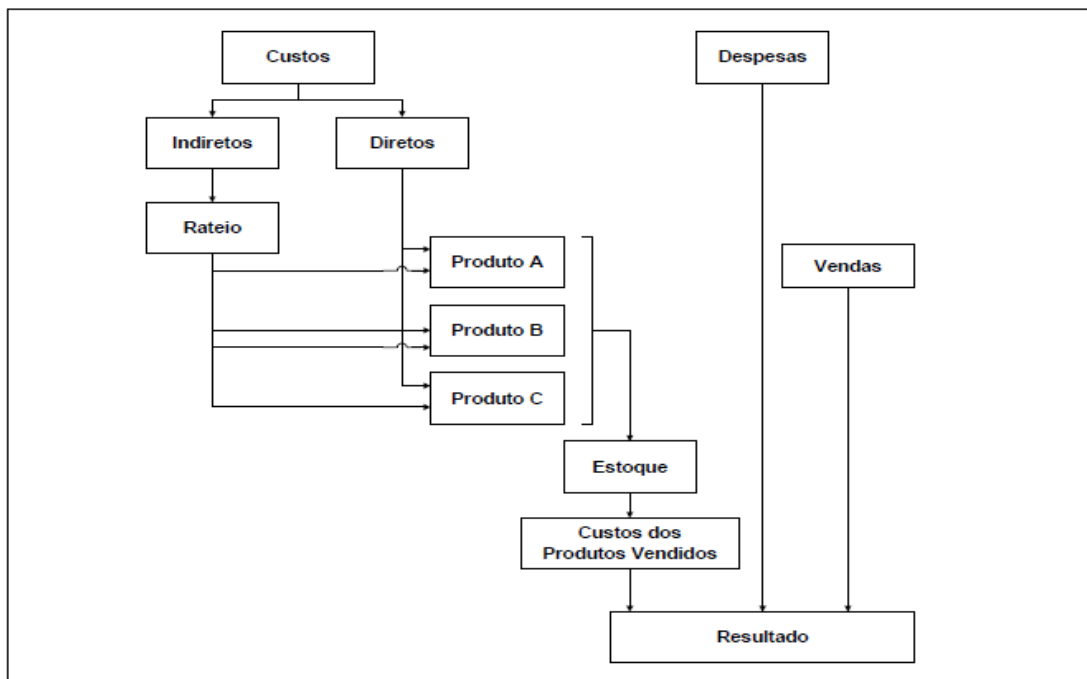 Custos
Despesas
Indiretos
Diretos
Rateio
Produto A
Vendas
Produto B
Produto C
Estoque
Custos dos
Produtos Vendidos
Resultado